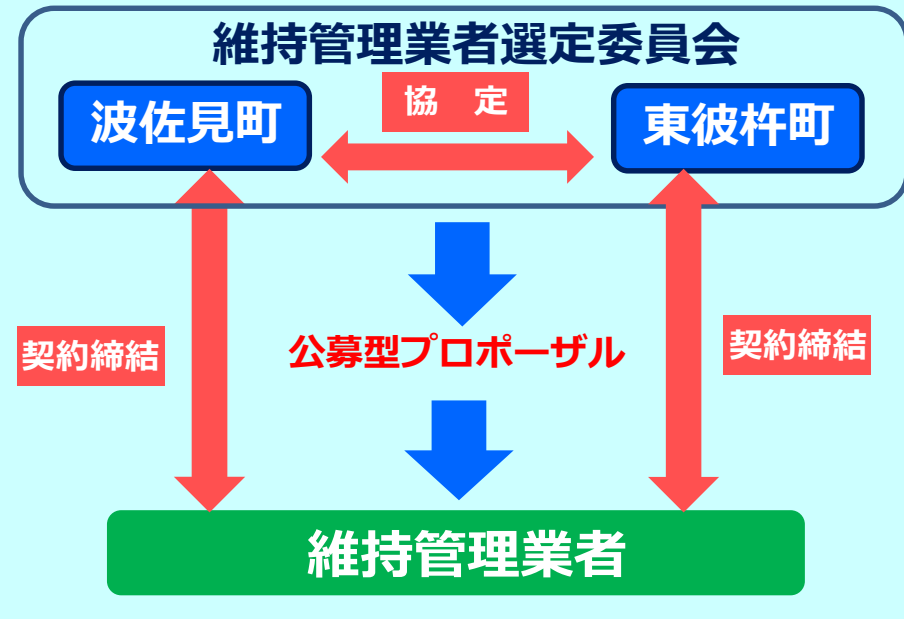 維持管理業者選定委員会
波佐見町
協　定
東彼杵町
契約締結
公募型プロポーザル
契約締結
維持管理業者